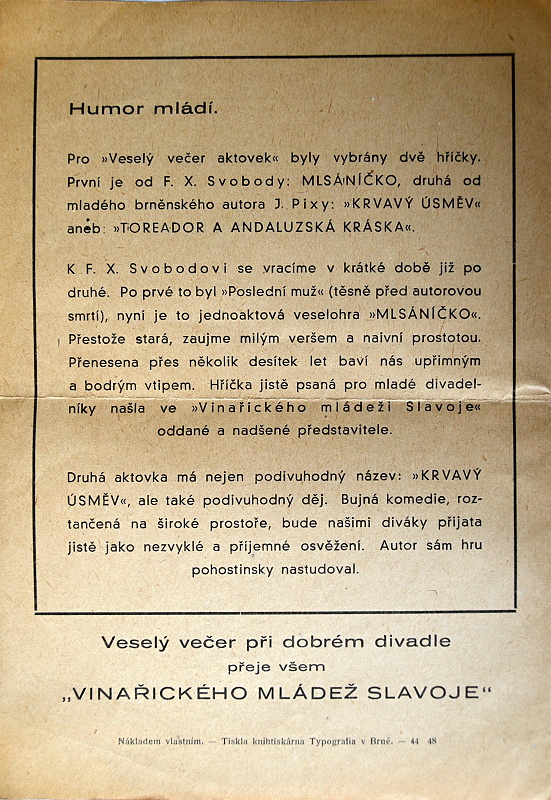 Humor mládí.
Pro »Veselý večer aktovek« byly vybrány dvě hříčky.
První je od F. X. Svobody: MLSÁNÍČKO, druhá od
mladého brněnského autora J. Pixy: »KRVAVÝ ÚSMĚV«
aneb: »TOREADOR A ANDALUZSKÁ KRÁSKA«.
K F. X. Svobodovi se vracíme v krátké době již po
druhé. Po prvé to byl »Poslední muž« (těsně před autorovou
smrtí), nyní je to jednoaktová veselohra »MLSÁNÍČKO«.
Přestože stará, zaujme milým veršem a naivní prostotou.
Přenesena přes několik desítek let baví nás upřímným
a bodrým vtipem. Hříčka jistě psaná pro mladé divadel-
níky našla ve »Vinařického mládeži Slavoje«
oddané a nadšené představitele.
Druhá aktovka má nejen podivuhodný název: »KRVAVÝ
ÚSMĚV«, ale také podivuhodný děj. Bujná komedie, roz-
tančená na široké prostoře, bude našimi diváky přijata
jistě jako nezvyklé a příjemné osvěžení. Autor sám hru
pohostinsky nastudoval.
Veselý večer při dobrém divadle
přeje všem
„VINAŘICKÉHO MLÁDEŽ SLAVOJE“
Nákladem vlastním. — Tiskla knihtiskárna Typografia v Brně. — 44 48